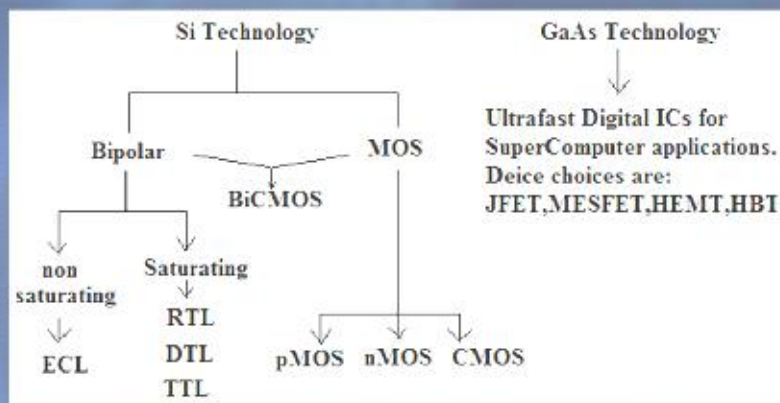 Si Technology
GaAs Technology
Bipolar
MOS
BiCMOS
Ultrafast Digital ICs for
SuperComputer applications.
Deice choices are:
JFET,MESFET,HEMT,HBT
non
saturating
Saturating
ECL
RTL
DTL
TTL
pMOS nMOS CMOS